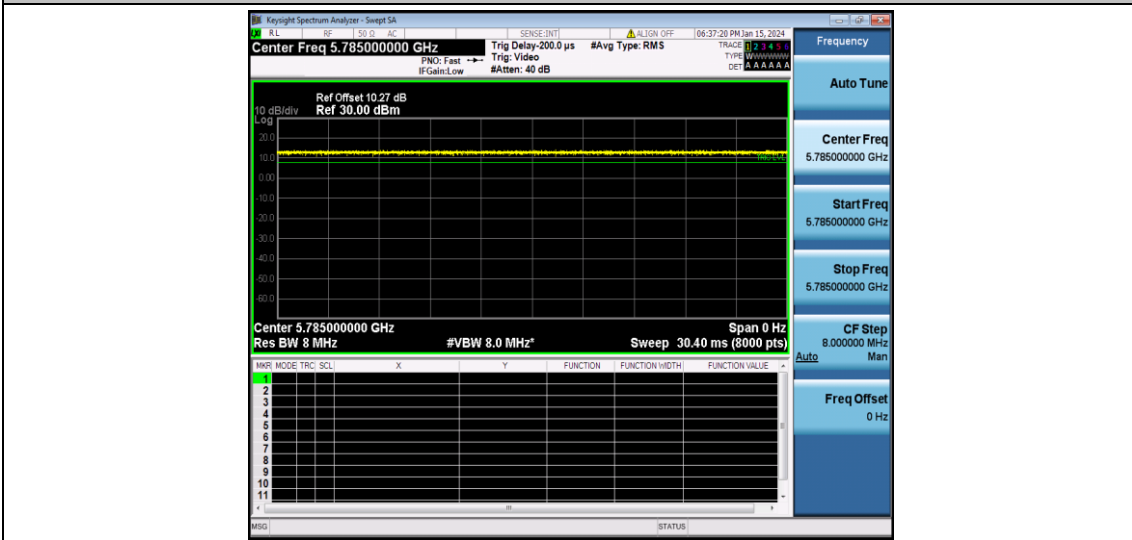 Keysight Spectrum Analyzer - Swept SA
RL RF 50 Ω AC SENSE:INT ALIGN OFF 06:37:20 PM Jan 15, 2024
Center Freq 5.785000000 GHz
PNO: Fast
IFGain:Low
Trig Delay-200.0 µs
Trig: Video
#Atten: 40 dB
#Avg Type: RMS
TRACE 1 2 3 4 5 6
TYPE WWWWWW
DET A A A A A A
Ref Offset 10.27 dB
10 dB/div Ref 30.00 dBm
Log
20.0
10.0
TRIG LVL
0.00
-10.0
-20.0
-30.0
-40.0
-50.0
-60.0
Center 5.785000000 GHz Span 0 Hz
Res BW 8 MHz #VBW 8.0 MHz* Sweep 30.40 ms (8000 pts)
MKR MODE TRC SCL X Y FUNCTION FUNCTION WIDTH FUNCTION VALUE
1
2
3
4
5
6
7
8
9
10
11
MSG STATUS
Frequency
Auto Tune
Center Freq
5.785000000 GHz
Start Freq
5.785000000 GHz
Stop Freq
5.785000000 GHz
CF Step
8.000000 MHz
Auto Man
Freq Offset
0 Hz